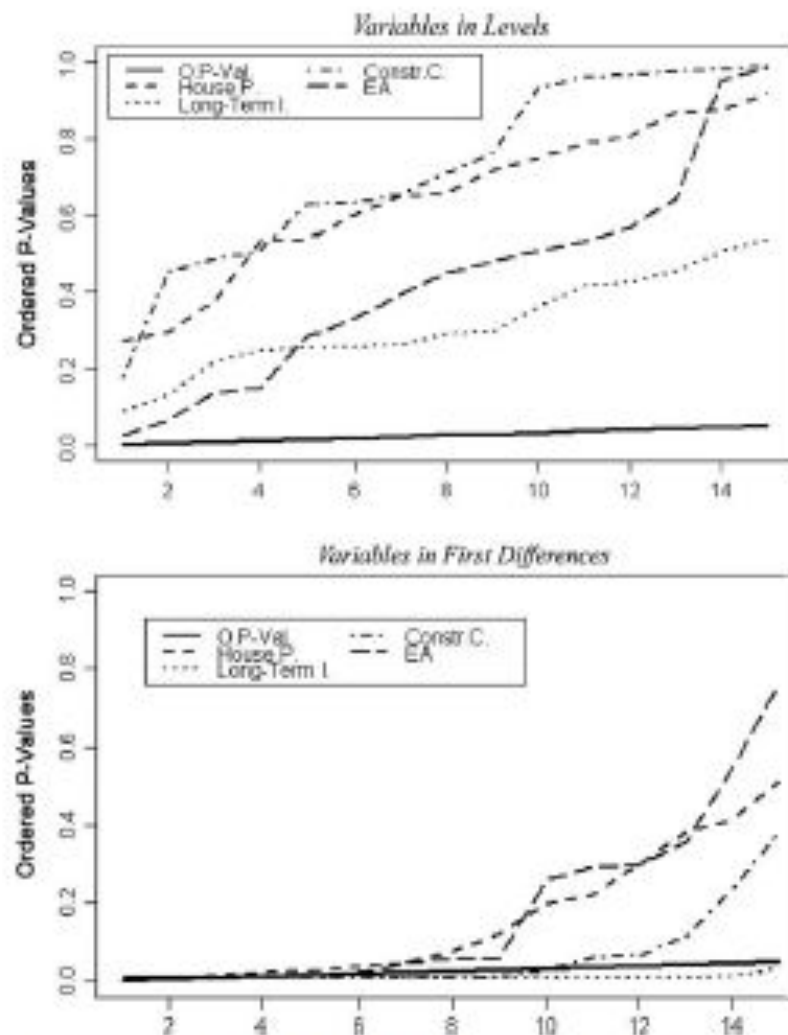 Variables in Levels
O.P-Val. Constr.C.
House.P. EA
Long-Term I.
Ordered P-Values
0.0 0.2 0.4 0.6 0.8 1.0
2 4 6 8 10 12 14
Variables in First Differences
O.P-Val. Constr.C.
House.P. EA
Long-Term I.
Ordered P-Values
0.0 0.2 0.4 0.6 0.8 1.0
2 4 6 8 10 12 14